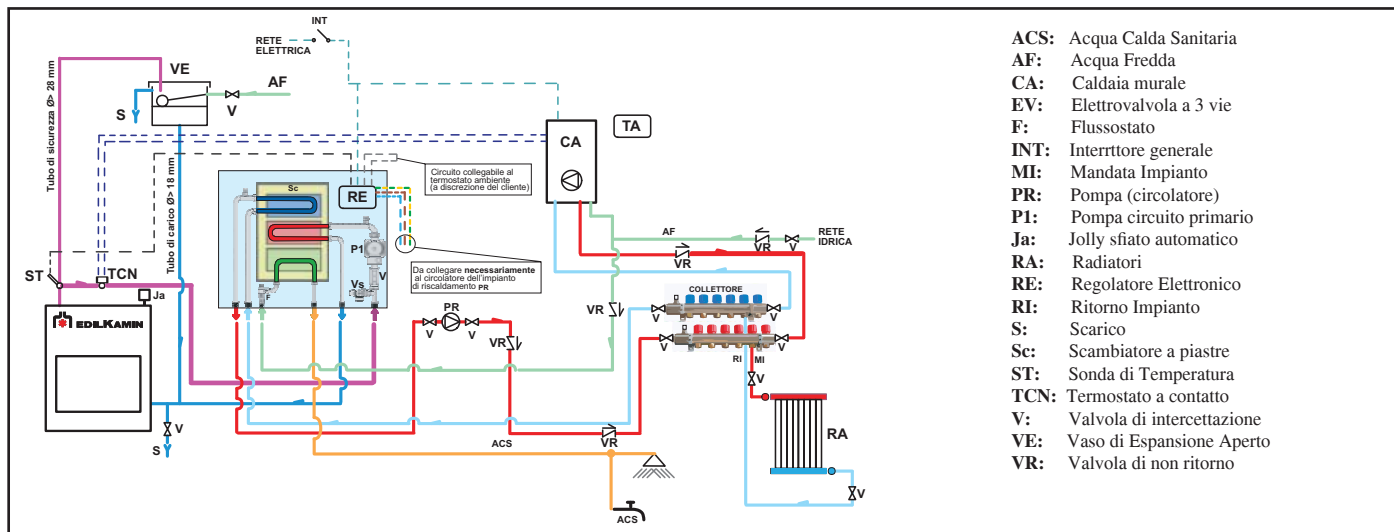 INT
RETE
ELETTRICA
VE
AF
S
V
Tubo di sicurezza Ø> 28 mm
Tubo di carico Ø> 18 mm
CA
TA
Circuito collegabile al
termostato ambiente
(a discrezione del cliente)
Sc
RE
P1
V
Vs
F
Da collegare necessariamente
al circolatore dell'impianto
di riscaldamento PR
AF
VR
V
RETE
IDRICA
VR
ST
TCN
Ja
EDILKAMIN
PR
V
V
VR
VR
COLLETTORE
V
V
V
V
RI
MI
V
RA
V
V
S
ACS
VR
ACS
ACS: Acqua Calda Sanitaria
AF: Acqua Fredda
CA: Caldaia murale
EV: Elettrovalvola a 3 vie
F: Flussostato
INT: Interrttore generale
MI: Mandata Impianto
PR: Pompa (circolatore)
P1: Pompa circuito primario
Ja: Jolly sfiato automatico
RA: Radiatori
RE: Regolatore Elettronico
RI: Ritorno Impianto
S: Scarico
Sc: Scambiatore a piastre
ST: Sonda di Temperatura
TCN: Termostato a contatto
V: Valvola di intercettazione
VE: Vaso di Espansione Aperto
VR: Valvola di non ritorno